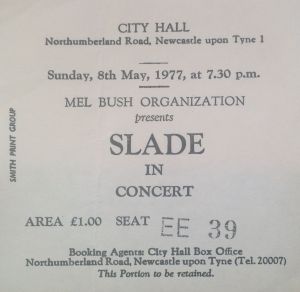 CITY HALL
Northumberland Road, Newcastle upon Tyne 1
Sunday, 8th May, 1977, at 7.30 p.m.
MEL BUSH ORGANIZATION
presents
SLADE
IN
CONCERT
AREA £1.00 SEAT EE 39
Booking Agents: City Hall Box Office
Northumberland Road, Newcastle upon Tyne (Tel. 20007)
This Portion to be retained.
SMITH PRINT GROUP